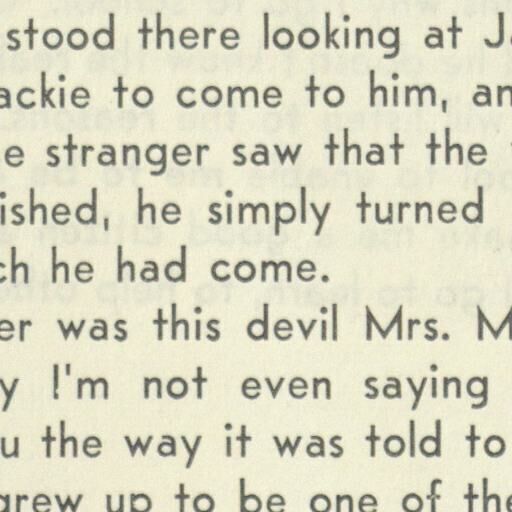 stood there looking at J
ackie to come to him, an
e stranger saw that the
ished, he simply turned
ch he had come.
er was this devil Mrs. M
y I'm not even saying
u the way it was told to
grew up to be one of the